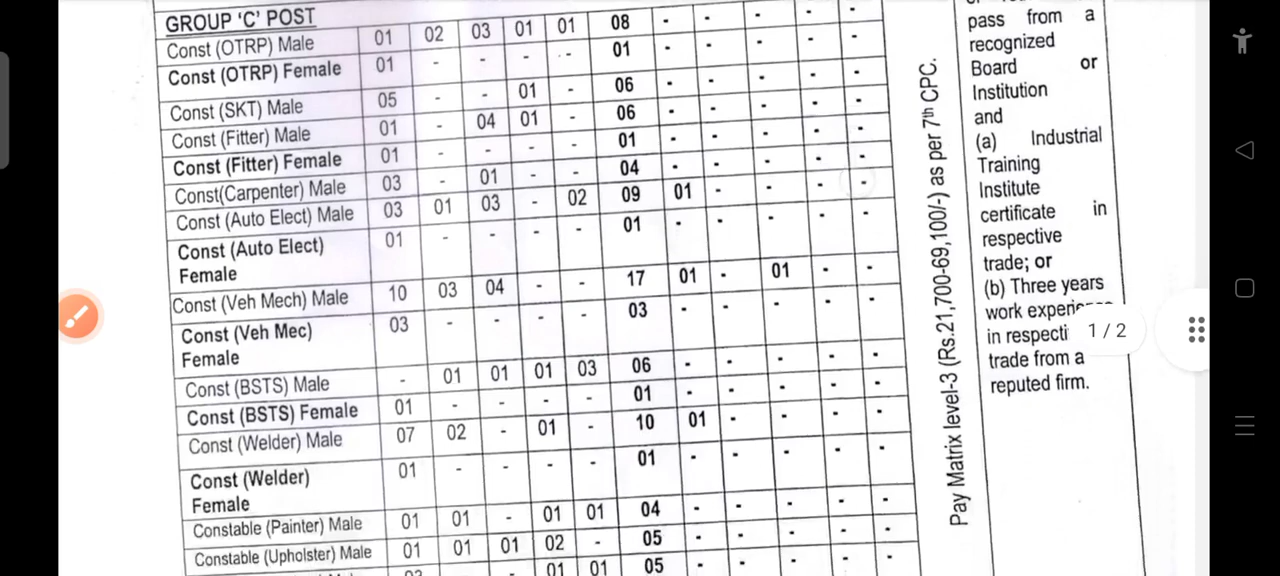 GROUP 'C' POST
Const (OTRP) Male 01 02 03 01 01 08 - - - - -
Const (OTRP) Female 01 - - - - 01 - - - - -
Const (SKT) Male 05 - - 01 - 06 - - - - -
Const (Fitter) Male 01 - 04 01 - 06 - - - - -
Const (Fitter) Female 01 - - - - 01 - - - - -
Const(Carpenter) Male 03 - 01 - - 04 - - - - -
Const (Auto Elect) Male 03 01 03 - 02 09 01 - - - -
Const (Auto Elect) 01 - - - - 01 - - - - -
Female
Const (Veh Mech) Male 10 03 04 - - 17 01 - 01 - -
Const (Veh Mec) 03 - - - - 03 - - - - -
Female
Const (BSTS) Male - 01 01 01 03 06 - - - - -
Const (BSTS) Female 01 - - - - 01 - - - - -
Const (Welder) Male 07 02 - 01 - 10 01 - - - -
Const (Welder) 01 - - - - 01 - - - - -
Female
Constable (Painter) Male 01 01 - 01 01 04 - - - - -
Constable (Upholster) Male 01 01 01 02 - 05 - - - - -
- 01 01 05 - - - - -
Pay Matrix level-3 (Rs.21,700-69,100/-) as per 7th CPC.
pass from a
recognized
Board or
Institution
and
(a) Industrial
Training
Institute
certificate in
respective
trade; or
(b) Three years
work
in
trade from a
reputed firm.
1 / 2